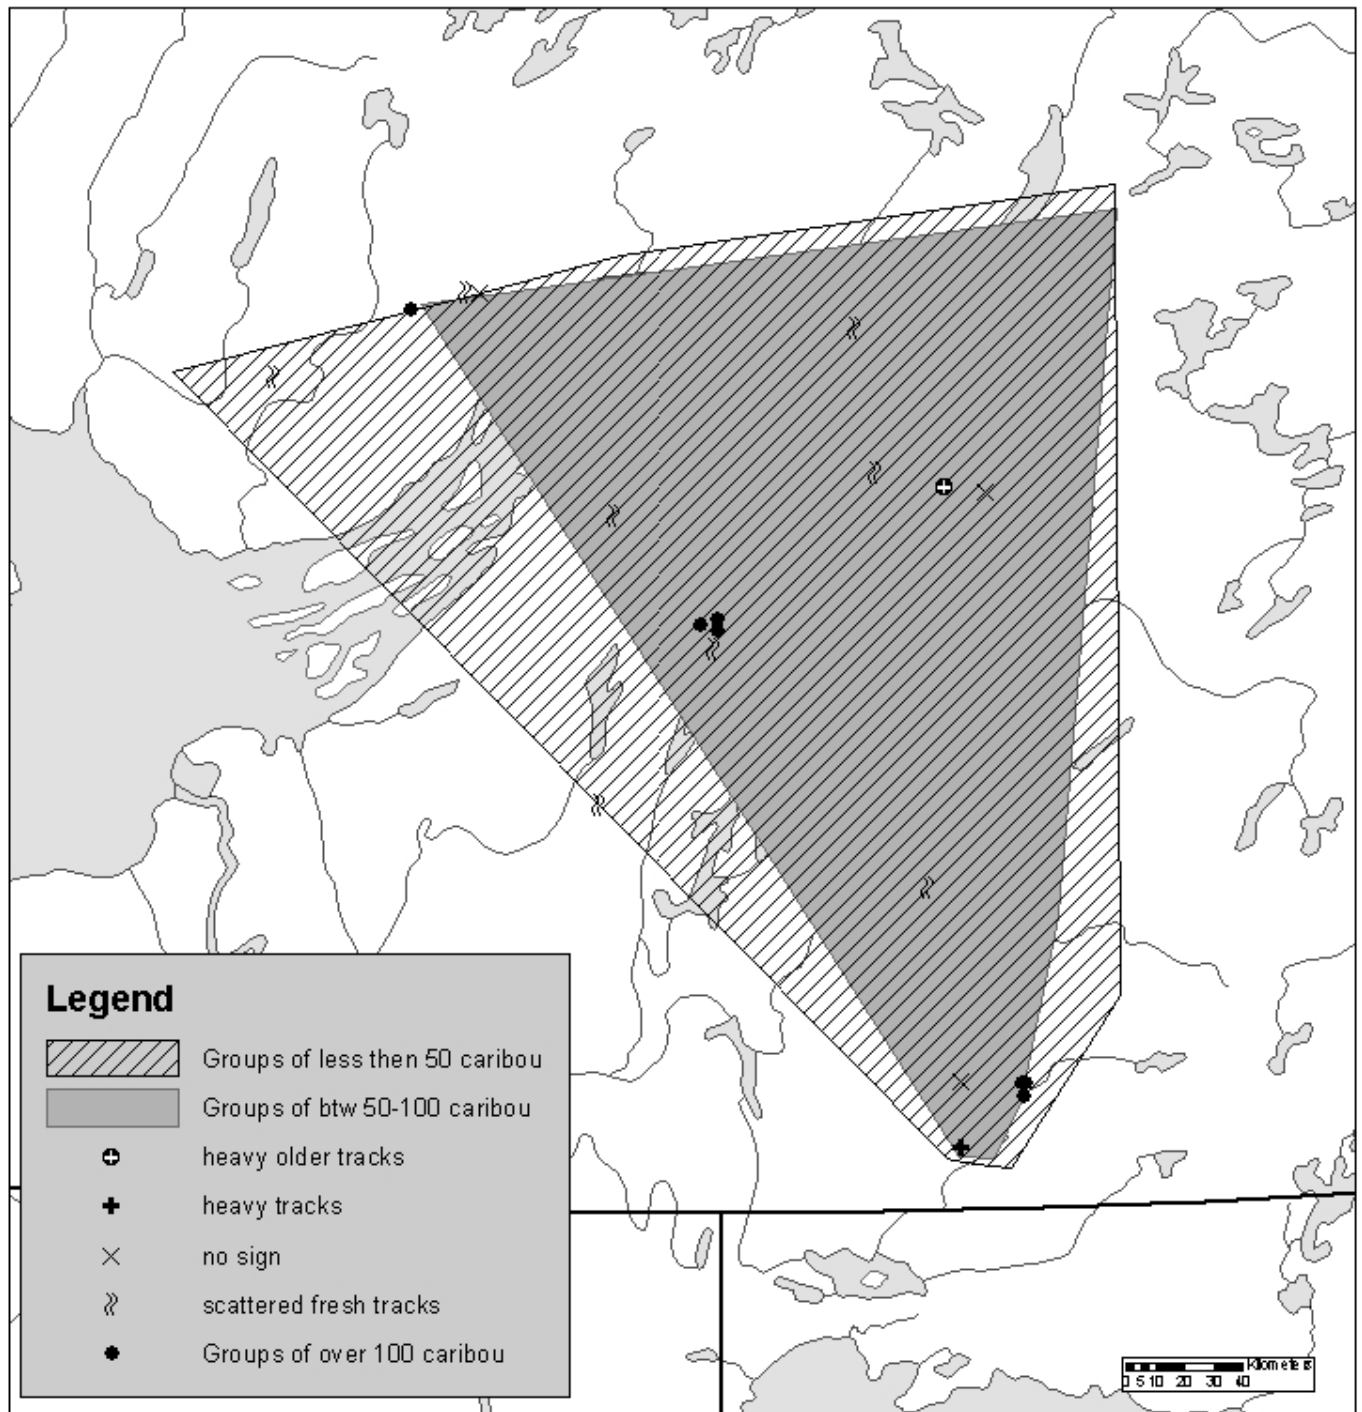 Legend
Groups of less then 50 caribou
Groups of btw 50-100 caribou
heavy older tracks
heavy tracks
no sign
scattered fresh tracks
Groups of over 100 caribou
Kilometers
0 5 10 20 30 40